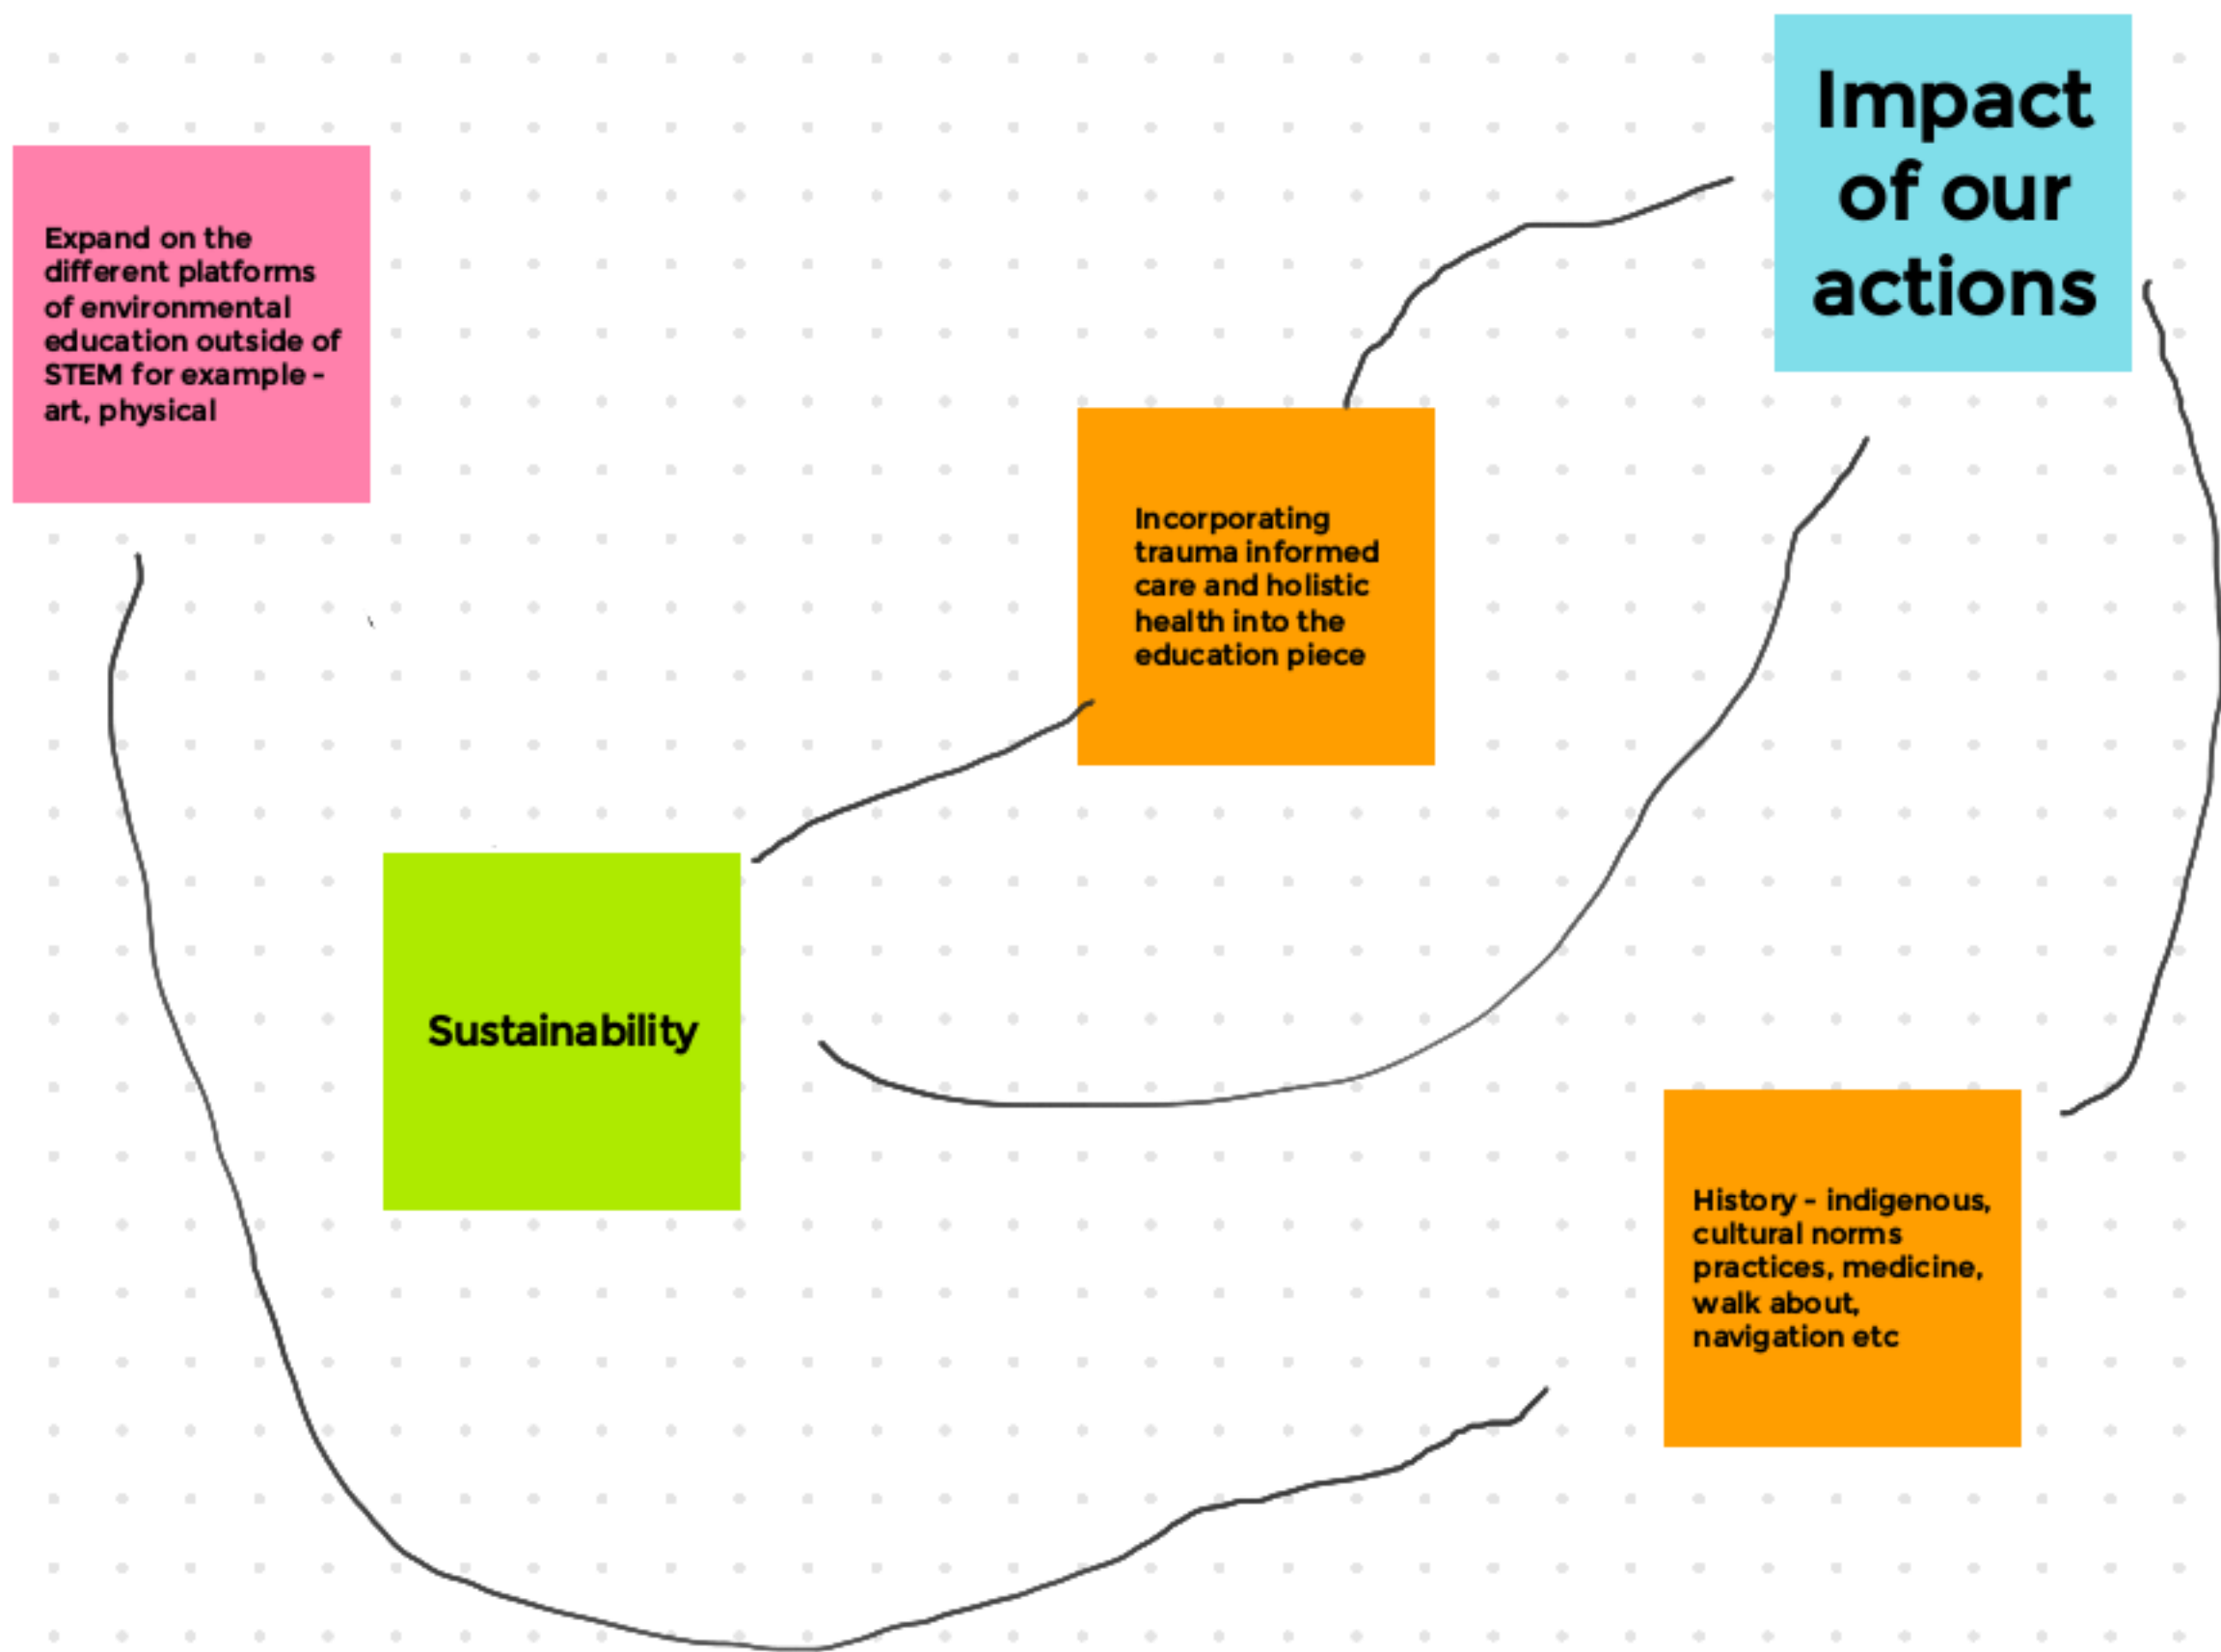 Impact
of our
actions
Expand on the
different platforms
of environmental
education outside of
STEM for example -
art, physical
Incorporating
trauma informed
care and holistic
health into the
education piece
Sustainability
History - indigenous,
cultural norms
practices, medicine,
walk about,
navigation etc